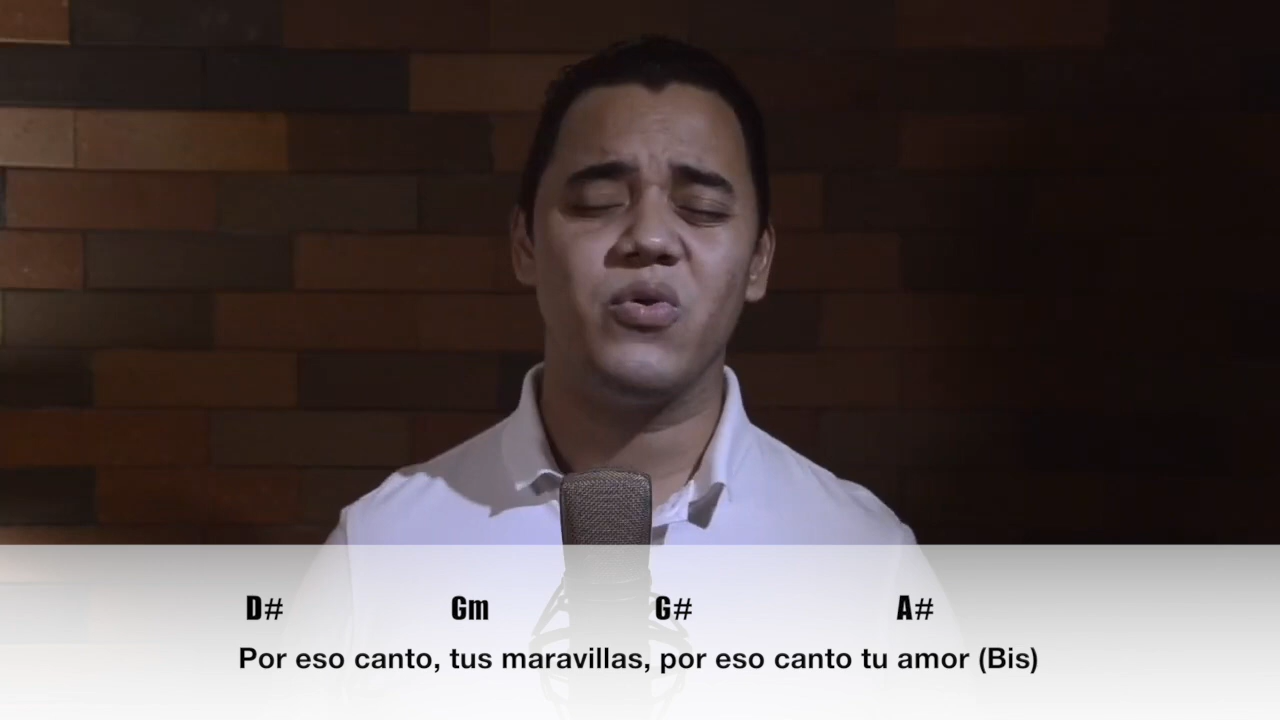 D# Gm G# A#
Por eso canto, tus maravillas, por eso canto tu amor (Bis)